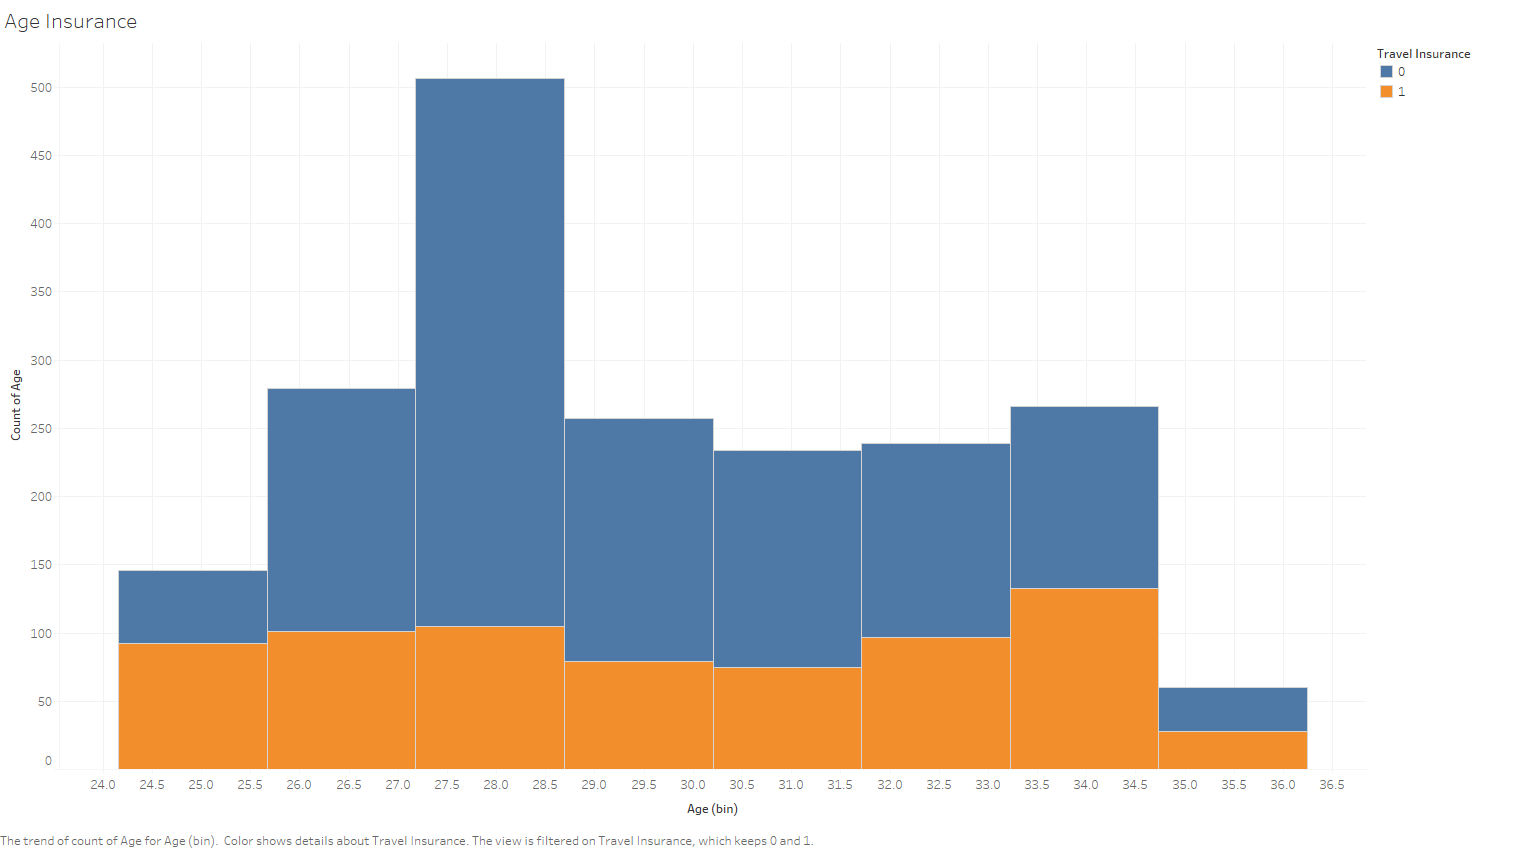 Age Insurance
Travel Insurance
0
1
500
450
400
350
300
250
200
150
100
50
0
Count of Age
24.0 24.5 25.0 25.5 26.0 26.5 27.0 27.5 28.0 28.5 29.0 29.5 30.0 30.5 31.0 31.5 32.0 32.5 33.0 33.5 34.0 34.5 35.0 35.5 36.0 36.5
Age (bin)
The trend of count of Age for Age (bin). Color shows details about Travel Insurance. The view is filtered on Travel Insurance, which keeps 0 and 1.